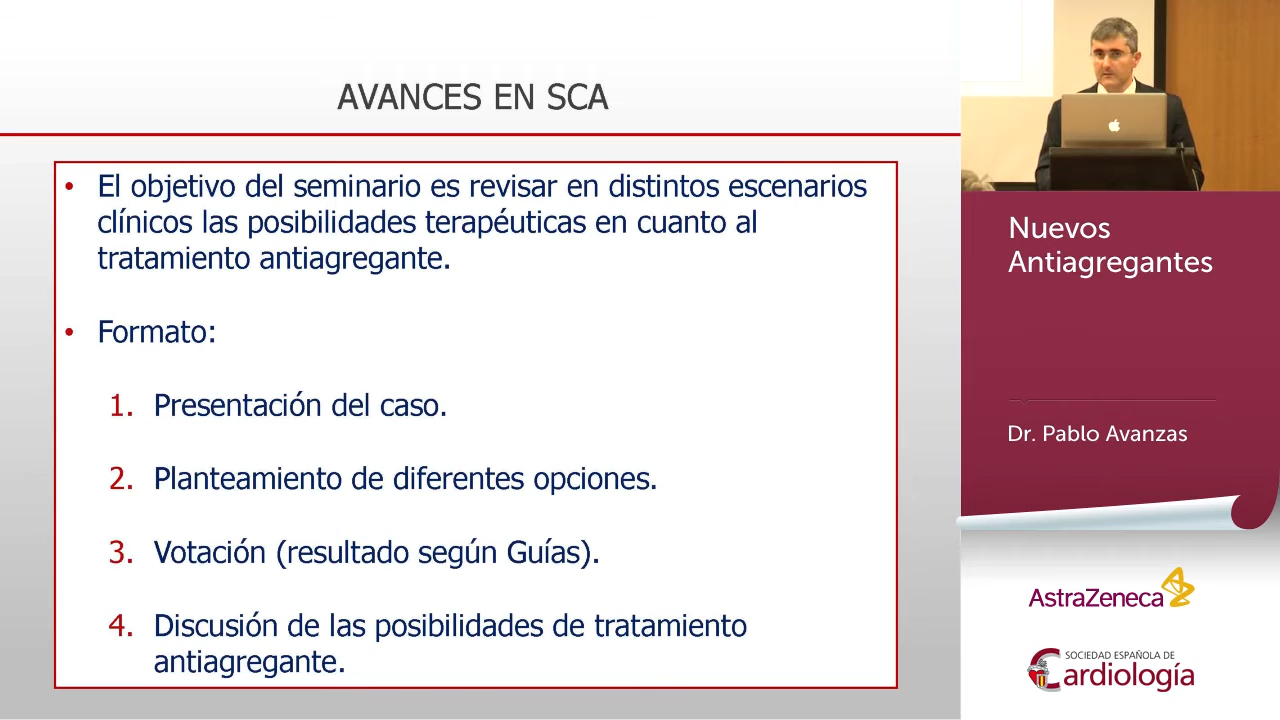 AVANCES EN SCA
• El objetivo del seminario es revisar en distintos escenarios
clínicos las posibilidades terapéuticas en cuanto al
tratamiento antiagregante.
• Formato:
1. Presentación del caso.
2. Planteamiento de diferentes opciones.
3. Votación (resultado según Guías).
4. Discusión de las posibilidades de tratamiento
antiagregante.
Nuevos
Antiagregantes
Dr. Pablo Avanzas
AstraZeneca
SOCIEDAD ESPAÑOLA DE
Cardiología